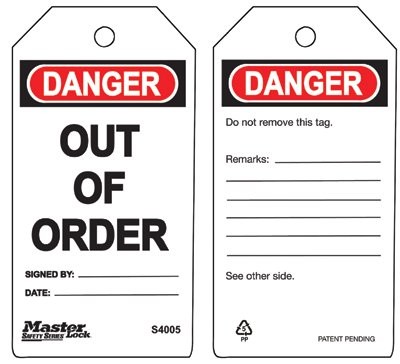 DANGER
OUT
OF
ORDER
SIGNED BY:
DATE:
Master Lock
SAFETY SERIES
S4005
DANGER
Do not remove this tag.
Remarks:
See other side.
5
PP
PATENT PENDING